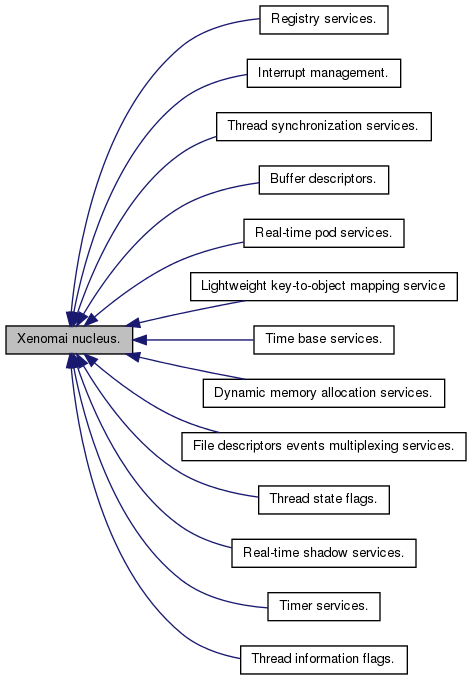 Registry services.
Interrupt management.
Thread synchronization services.
Buffer descriptors.
Real-time pod services.
Lightweight key-to-object mapping service
Xenomai nucleus.
Time base services.
Dynamic memory allocation services.
File descriptors events multiplexing services.
Thread state flags.
Real-time shadow services.
Timer services.
Thread information flags.